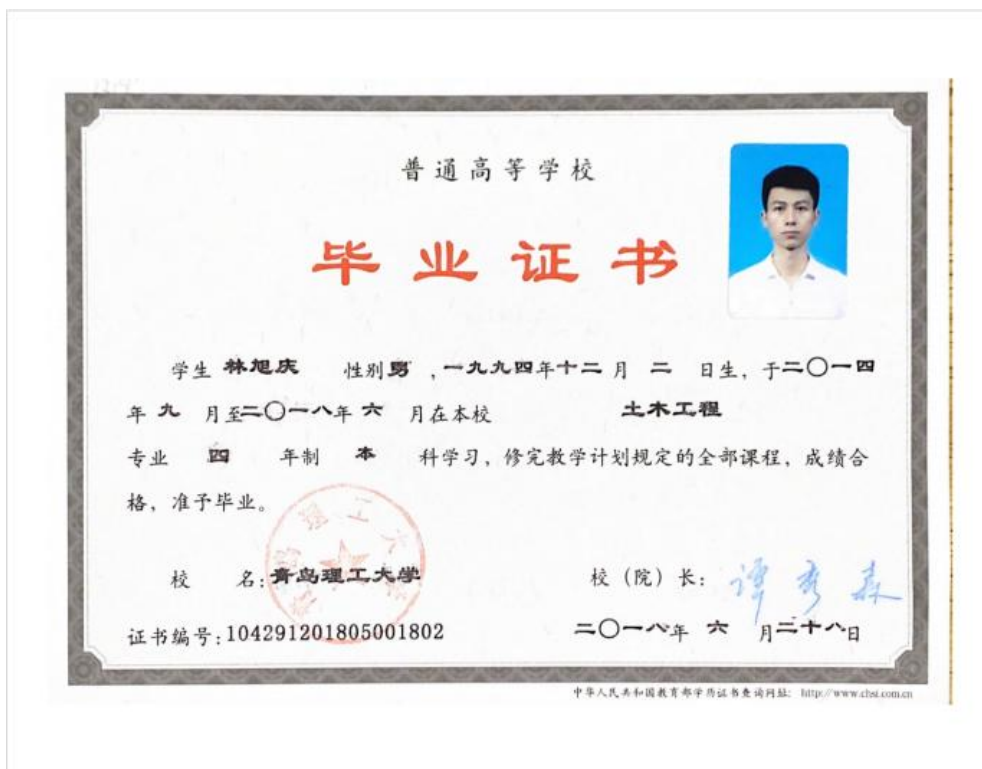 普通高等学校
毕业证书
学生 林旭庆 性别 男 ，一九九四年十二月 二 日生，于二〇一四
年 九 月至二〇一八年 六 月在本校 土木工程
专业 四 年制 本 科学习，修完教学计划规定的全部课程，成绩合
格，准予毕业。
校 名：青岛理工大学
校（院）长：谭秀森
证书编号：104291201805001802
二〇一八年 六 月二十八日
中华人民共和国教育部学历证书查询网址： http://www.chsi.com.cn